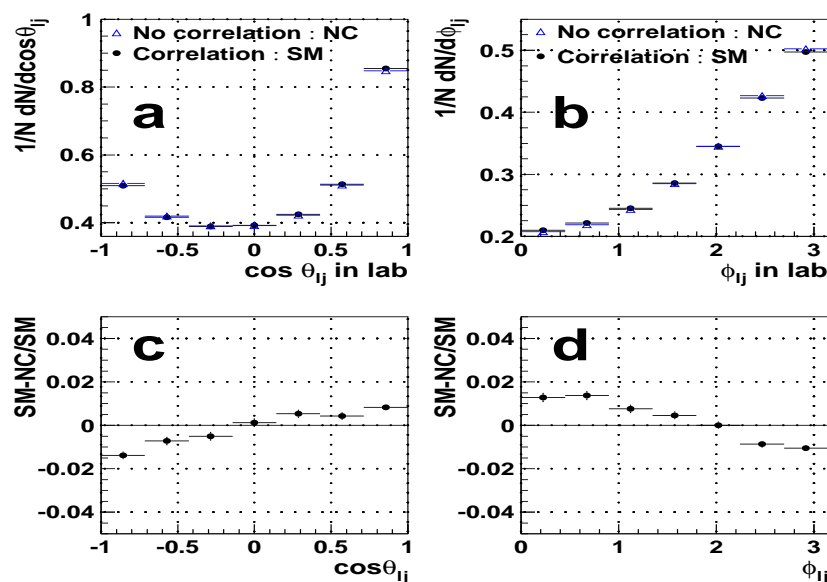 1/N dN/dcosθlj
No correlation : NC
Correlation : SM
a
1
0.8
0.6
0.4
-1 -0.5 0 0.5 1
cos θlj in lab
1/N dN/dϕlj
No correlation : NC
Correlation : SM
b
0.5
0.4
0.3
0.2
0 1 2 3
ϕlj in lab
SM-NC/SM
c
0.04
0.02
0
-0.02
-0.04
-1 -0.5 0 0.5 1
cosθlj
SM-NC/SM
d
0.04
0.02
0
-0.02
-0.04
0 1 2 3
ϕlj